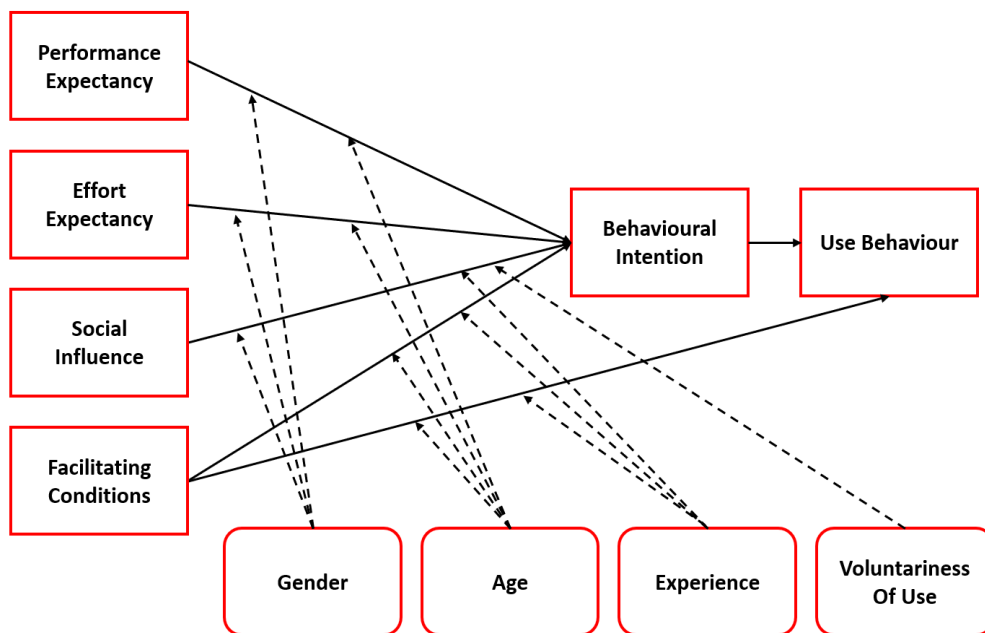 Performance
Expectancy
Effort
Expectancy
Social
Influence
Facilitating
Conditions
Behavioural
Intention
Use Behaviour
Gender
Age
Experience
Voluntariness
Of Use